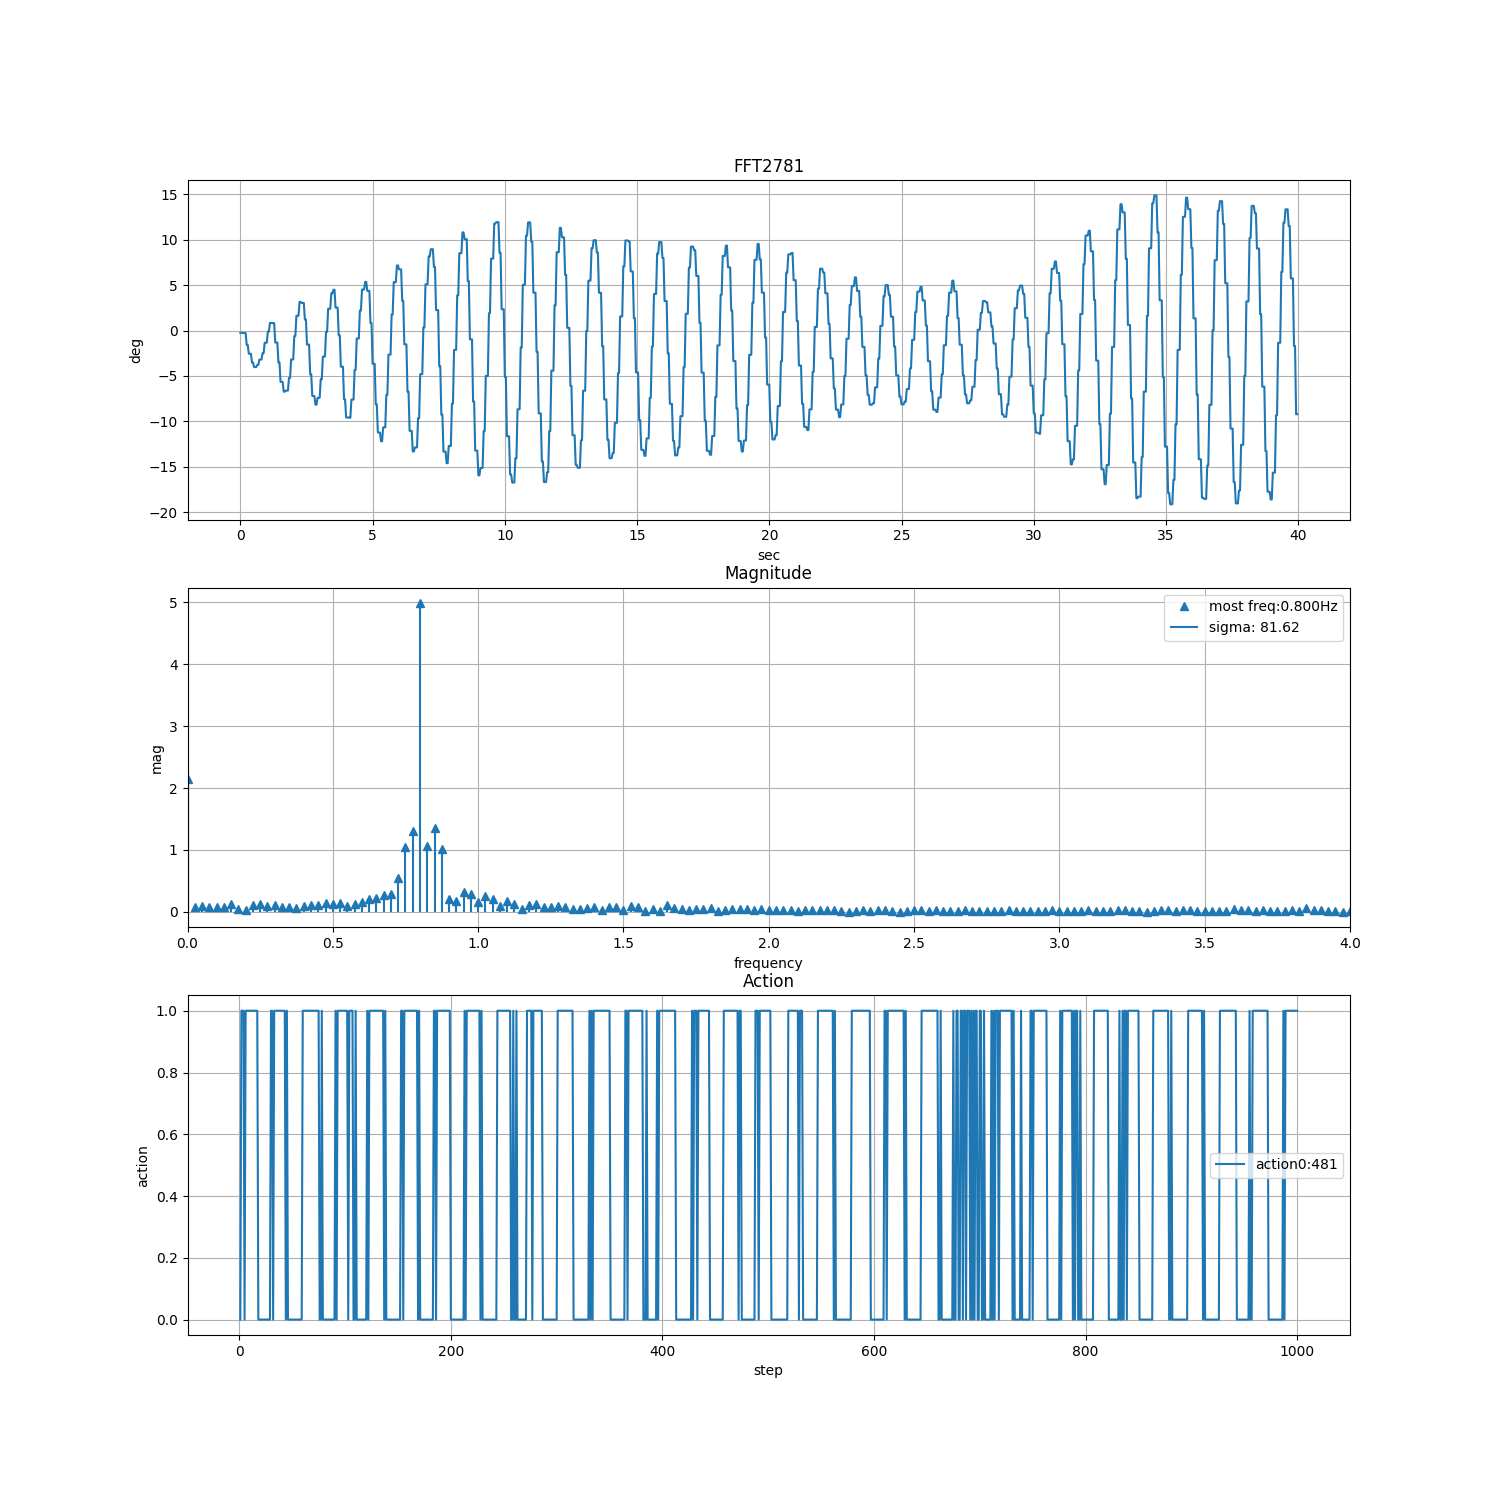 FFT2781
15
10
5
0
−5
−10
−15
−20
deg
0 5 10 15 20 25 30 35 40
sec
Magnitude
5
4
3
2
1
0
mag
most freq:0.800Hz
sigma: 81.62
0.0 0.5 1.0 1.5 2.0 2.5 3.0 3.5 4.0
frequency
Action
1.0
0.8
0.6
0.4
0.2
0.0
action
action0:481
0 200 400 600 800 1000
step